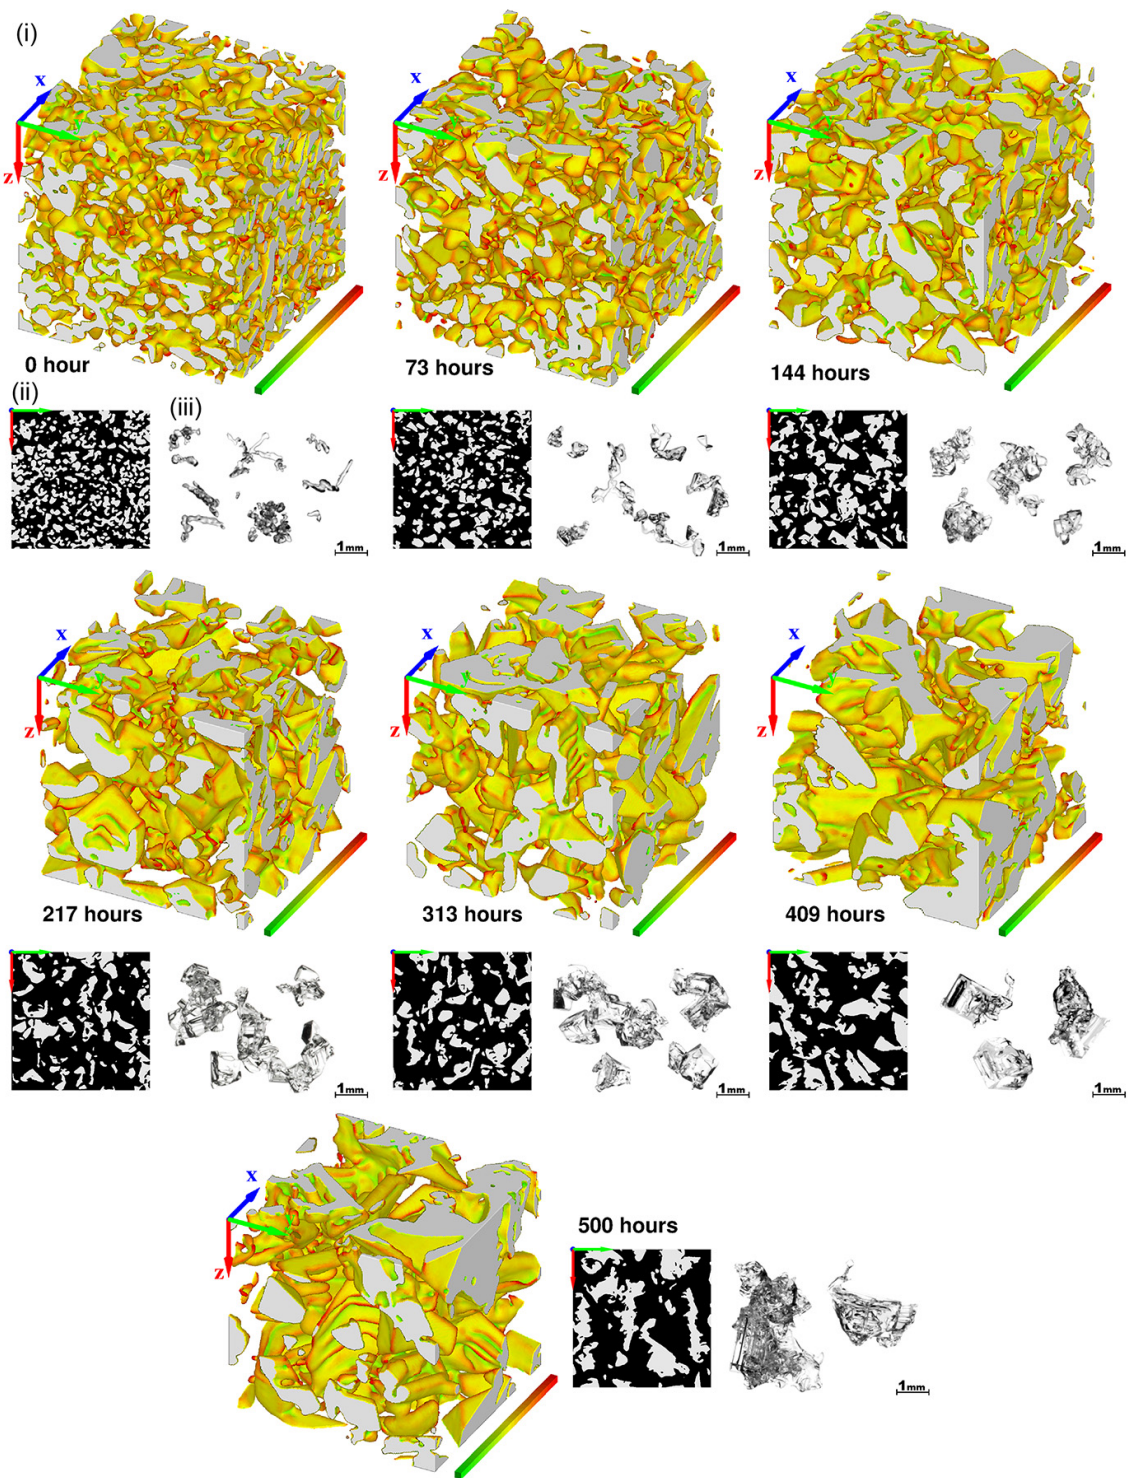 (i)
x
y
z
x
y
z
x
y
z
0 hour
73 hours
144 hours
(ii)
(iii)
1mm
1mm
1mm
x
y
z
x
y
z
x
y
z
217 hours
313 hours
409 hours
1mm
1mm
1mm
x
y
z
500 hours
1mm